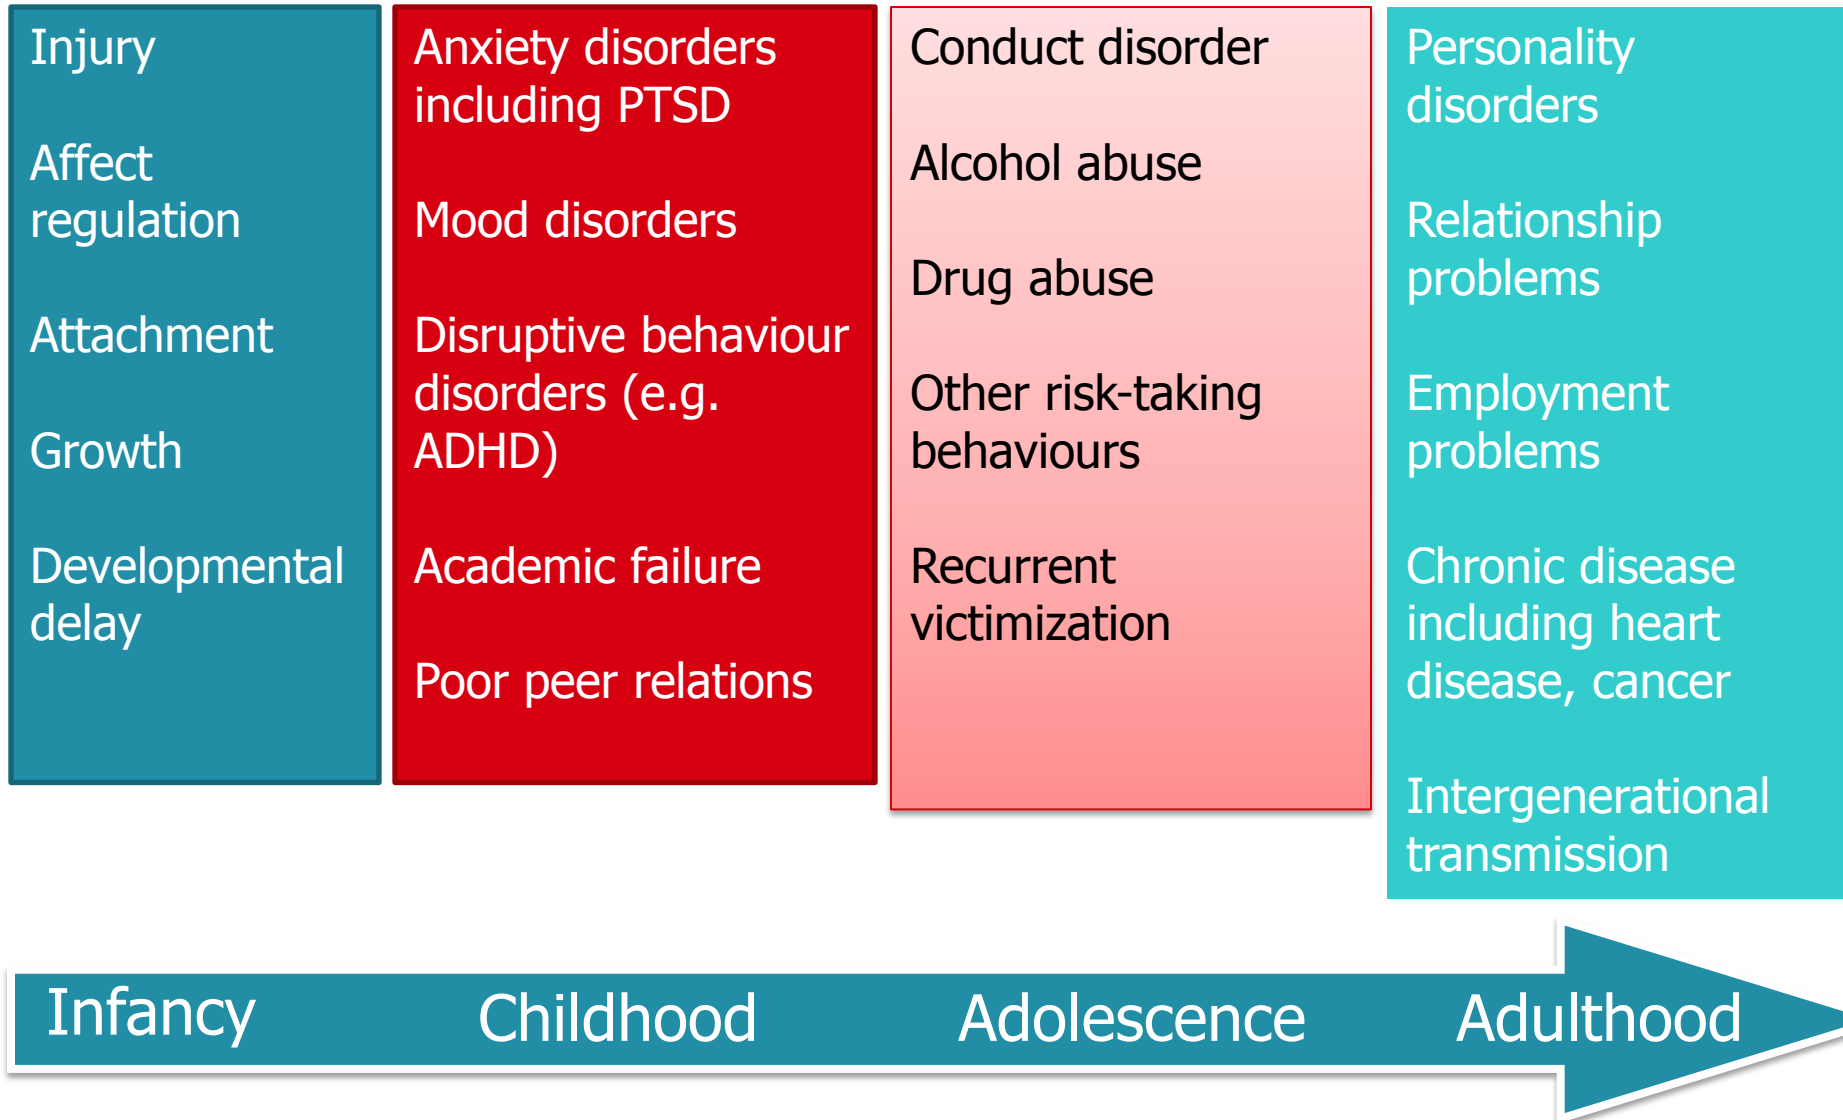 Injury
Affect
regulation
Attachment
Growth
Developmental
delay
Anxiety disorders
including PTSD
Mood disorders
Disruptive behaviour
disorders (e.g.
ADHD)
Academic failure
Poor peer relations
Conduct disorder
Alcohol abuse
Drug abuse
Other risk-taking
behaviours
Recurrent
victimization
Personality
disorders
Relationship
problems
Employment
problems
Chronic disease
including heart
disease, cancer
Intergenerational
transmission
Infancy Childhood Adolescence Adulthood